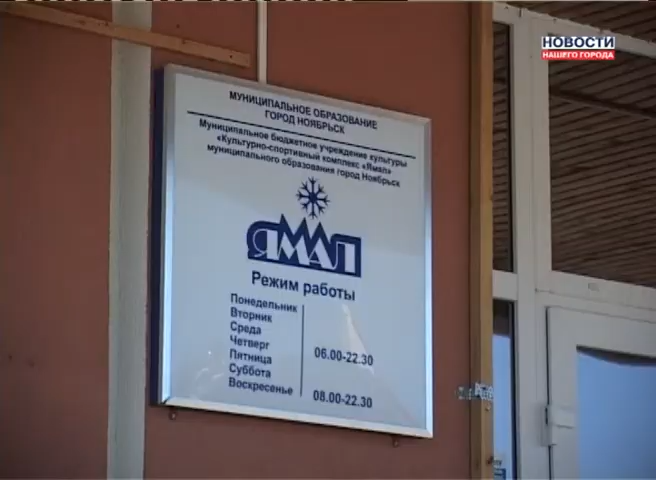 НОВОСТИ
НАШЕГО ГОРОДА
МУНИЦИПАЛЬНОЕ ОБРАЗОВАНИЕ
ГОРОД НОЯБРЬСК
Муниципальное бюджетное учреждение культуры
«Культурно-спортивный комплекс «Ямал»
муниципального образования город Ноябрьск
ЯМАЛ
Режим работы
Понедельник
Вторник
Среда
Четверг
Пятница
06.00-22.30
Суббота
Воскресенье
08.00-22.30